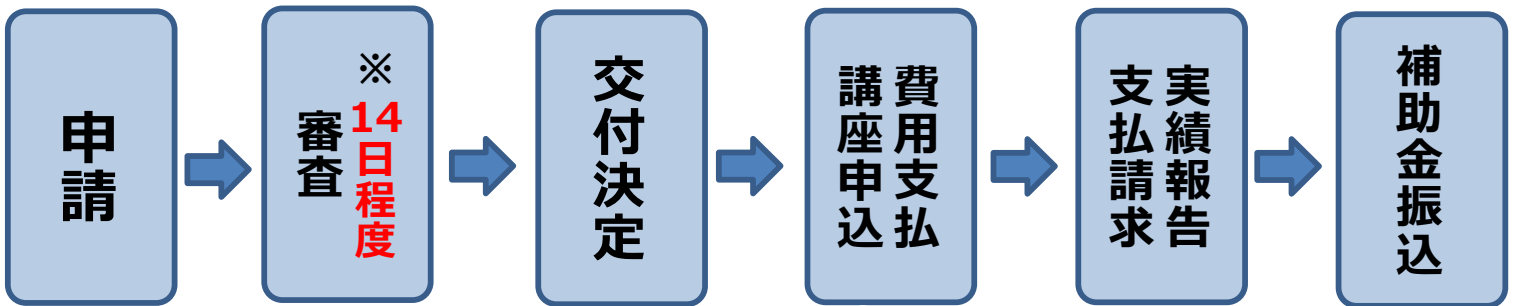 申請
※14日程度
審査
交付決定
費用支払
講座申込
実績報告
支払請求
補助金振込